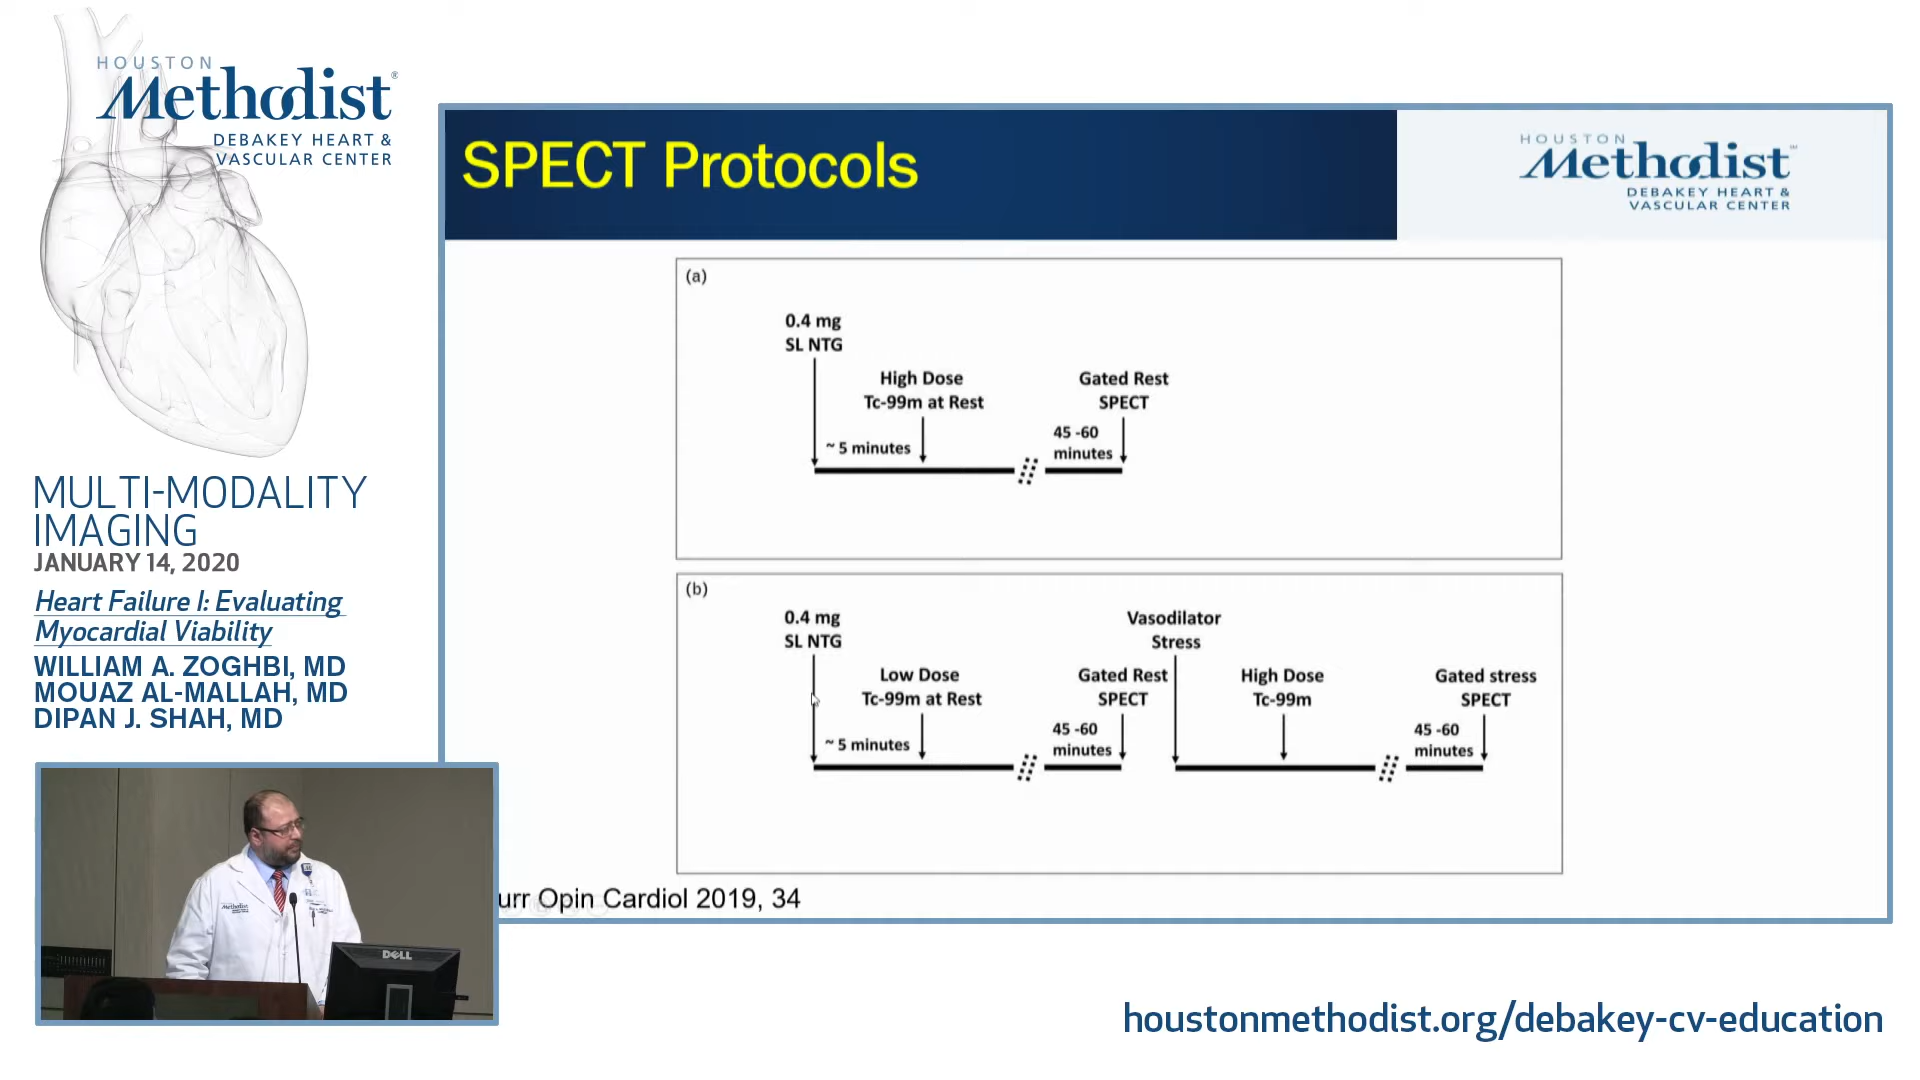 HOUSTON
Methodist®
DEBAKEY HEART &
VASCULAR CENTER
MULTI-MODALITY
IMAGING
JANUARY 14, 2020
Heart Failure I: Evaluating
Myocardial Viability
WILLIAM A. ZOGHBI, MD
MOUAZ AL-MALLAH, MD
DIPAN J. SHAH, MD
SPECT Protocols
HOUSTON
Methodist
DEBAKEY HEART &
VASCULAR CENTER
(a)
0.4 mg
SL NTG
High Dose
Tc-99m at Rest
Gated Rest
SPECT
~ 5 minutes
45 -60
minutes
(b)
0.4 mg
SL NTG
Vasodilator
Stress
Low Dose
Tc-99m at Rest
Gated Rest
SPECT
High Dose
Tc-99m
Gated stress
SPECT
~ 5 minutes
45 -60
minutes
45 -60
minutes
urr Opin Cardiol 2019, 34
Methodist
DELL
houstonmethodist.org/debakey-cv-education